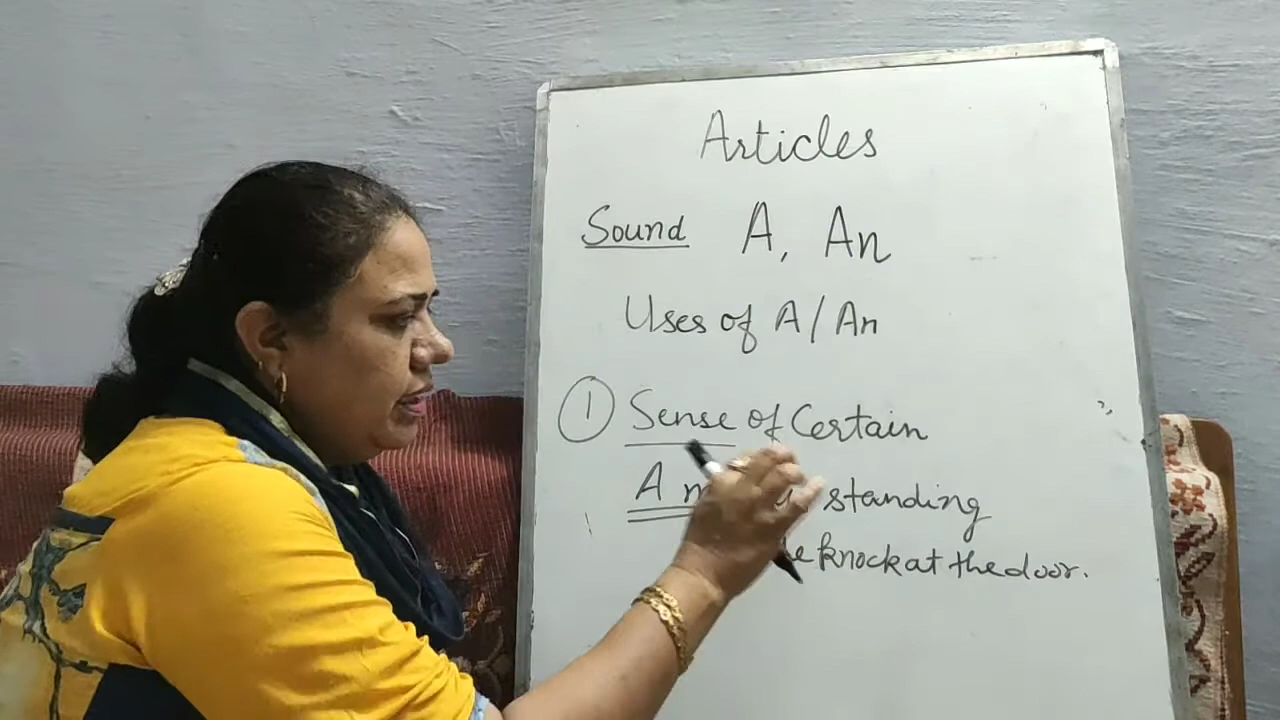 Articles
Sound A, An
Uses of A/An
1 Sense of Certain
A standing
knock at the door.